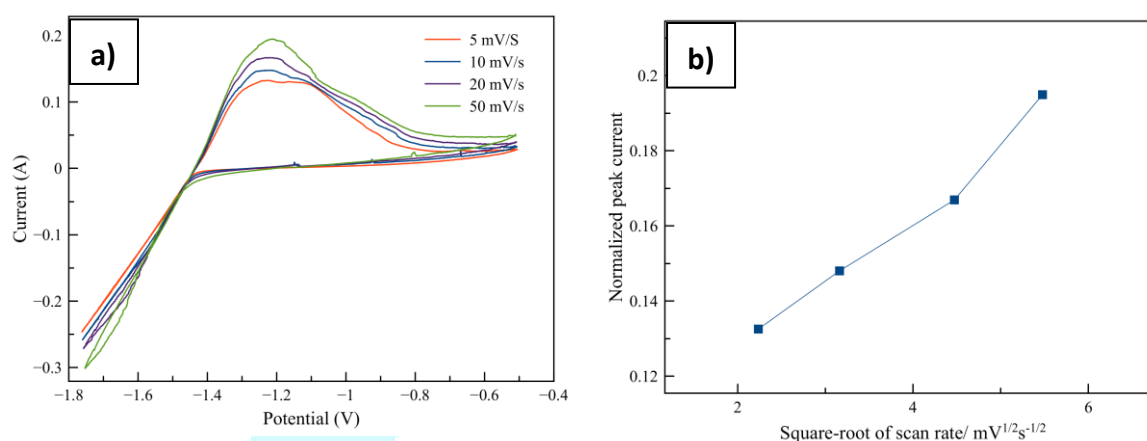 a)
5 mV/S
10 mV/s
20 mV/s
50 mV/s
0.2
0.1
0
−0.1
−0.2
−0.3
Current (A)
−1.8
−1.6
−1.4
−1.2
−1
−0.8
−0.6
−0.4
Potential (V)
b)
0.2
0.18
0.16
0.14
0.12
Normalized peak current
2
4
6
Square-root of scan rate/ mV1/2s-1/2